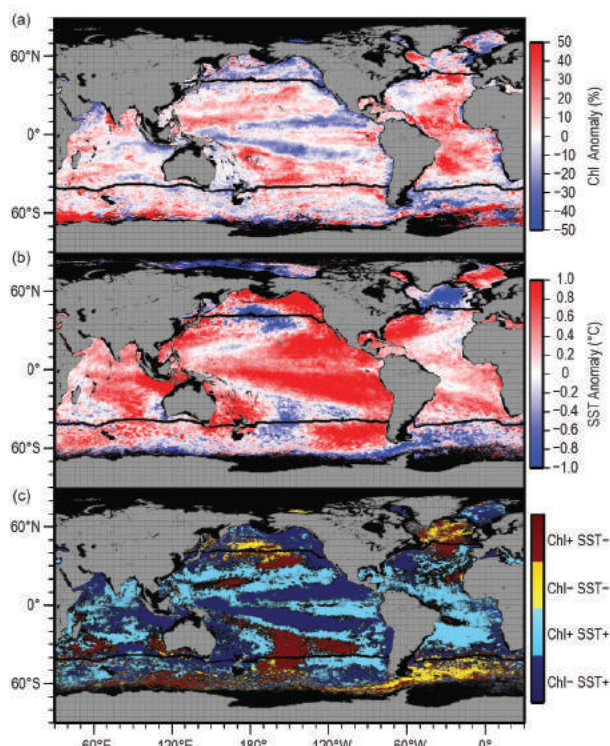 (a)
60°N
0°
60°S
50
40
30
20
10
0
−10
−20
−30
−40
−50
Chl Anomaly (%)
(b)
60°N
0°
60°S
1.0
0.8
0.6
0.4
0.2
0.0
−0.2
−0.4
−0.6
−0.8
−1.0
SST Anomaly (°C)
(c)
60°N
0°
60°S
Chl+ SST−
Chl− SST−
Chl+ SST+
Chl− SST+
60°E 120°E 180° 120°W 60°W 0°